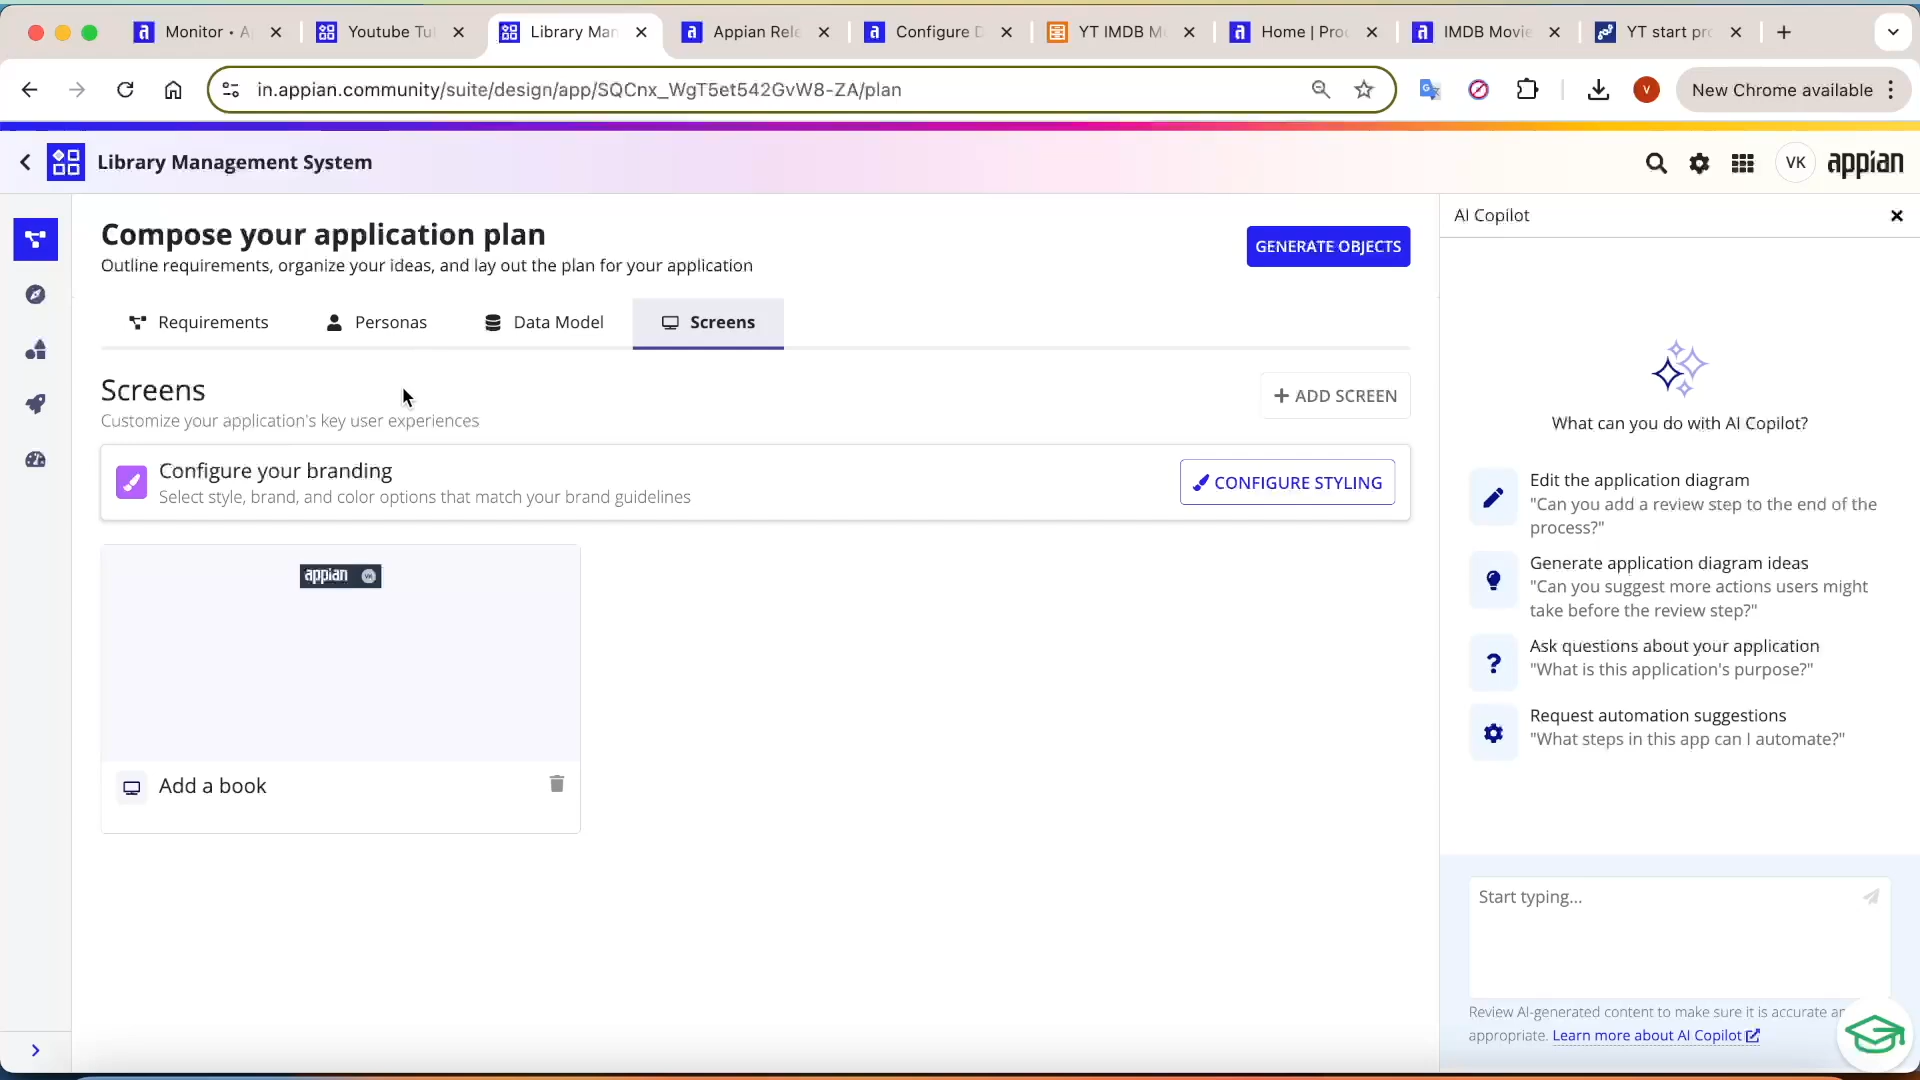 Monitor • A
Youtube Tu
Library Man
Appian Rele
Configure D
YT IMDB M
Home | Proc
IMDB Movie
YT start pro
in.appian.community/suite/design/app/SQCnx_WgT5et542GvW8-ZA/plan
V
New Chrome available
Library Management System
VK
appian
Compose your application plan
Outline requirements, organize your ideas, and lay out the plan for your application
GENERATE OBJECTS
Requirements
Personas
Data Model
Screens
Screens
Customize your application's key user experiences
+ ADD SCREEN
Configure your branding
Select style, brand, and color options that match your brand guidelines
CONFIGURE STYLING
appian VK
Add a book
AI Copilot
What can you do with AI Copilot?
Edit the application diagram
"Can you add a review step to the end of the
process?"
Generate application diagram ideas
"Can you suggest more actions users might
take before the review step?"
Ask questions about your application
"What is this application's purpose?"
Request automation suggestions
"What steps in this app can I automate?"
Start typing...
Review AI-generated content to make sure it is accurate an
appropriate. Learn more about AI Copilot